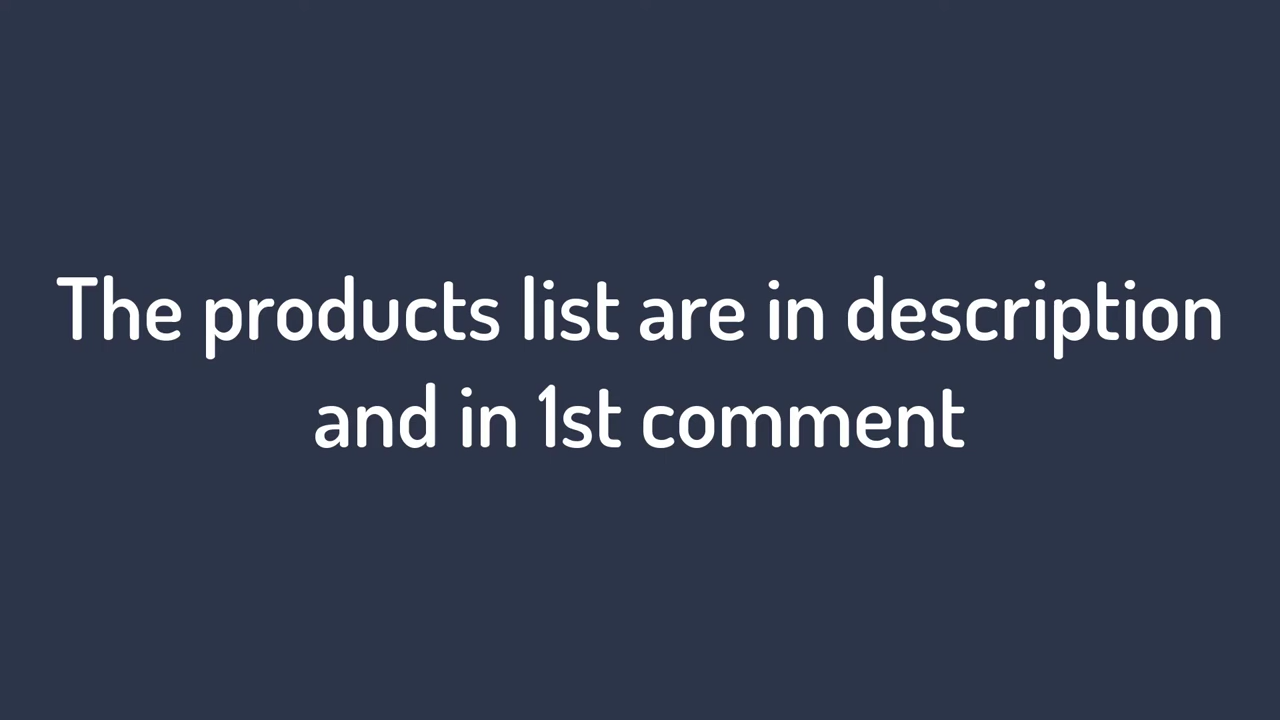 The products list are in description
and in 1st comment